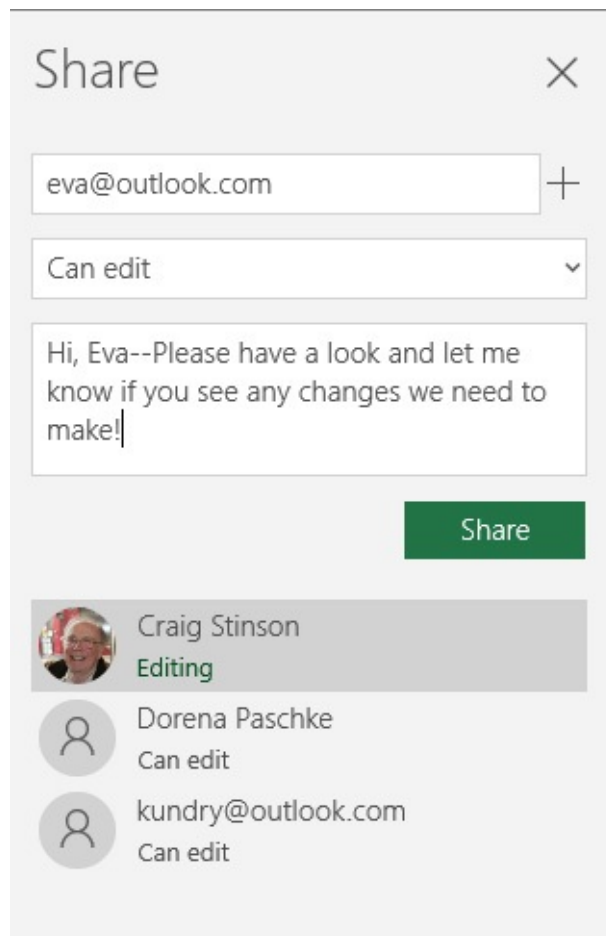 Share
eva@outlook.com
Can edit
Hi, Eva--Please have a look and let me
know if you see any changes we need to
make!
Share
Craig Stinson
Editing
Dorena Paschke
Can edit
kundry@outlook.com
Can edit